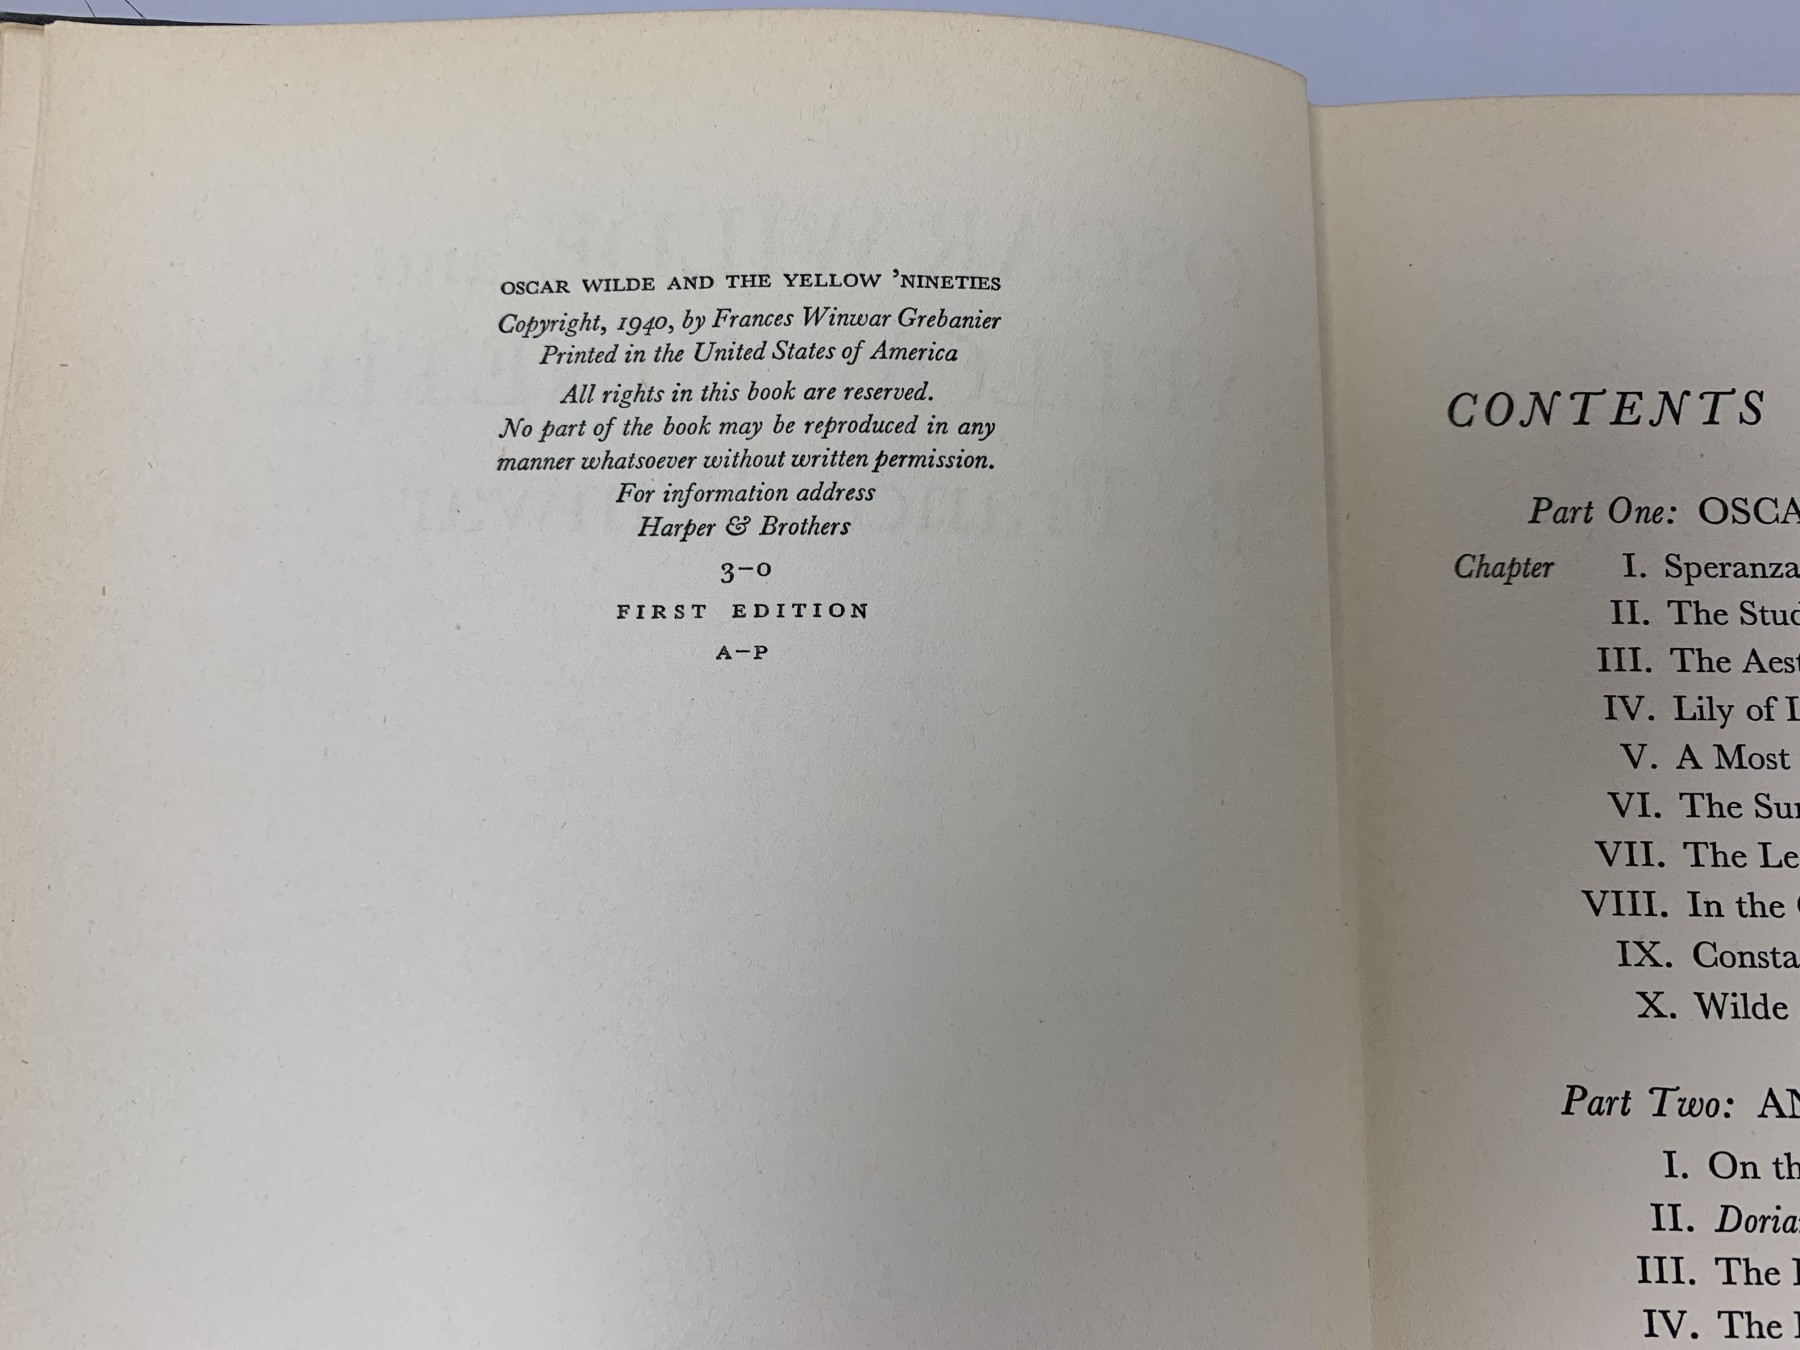 OSCAR WILDE AND THE YELLOW 'NINETIES
Copyright, 1940, by Frances Winwar Grebanier
Printed in the United States of America
All rights in this book are reserved.
No part of the book may be reproduced in any
manner whatsoever without written permission.
For information address
Harper & Brothers
3-0
FIRST EDITION
A-P
CONTENTS
Part One: OSCA
Chapter I. Speranza
II. The Stud
III. The Aest
IV. Lily of L
V. A Most
VI. The Sun
VII. The Le
VIII. In the
IX. Consta
X. Wilde
Part Two: AN
I. On th
II. Doria
III. The
IV. The